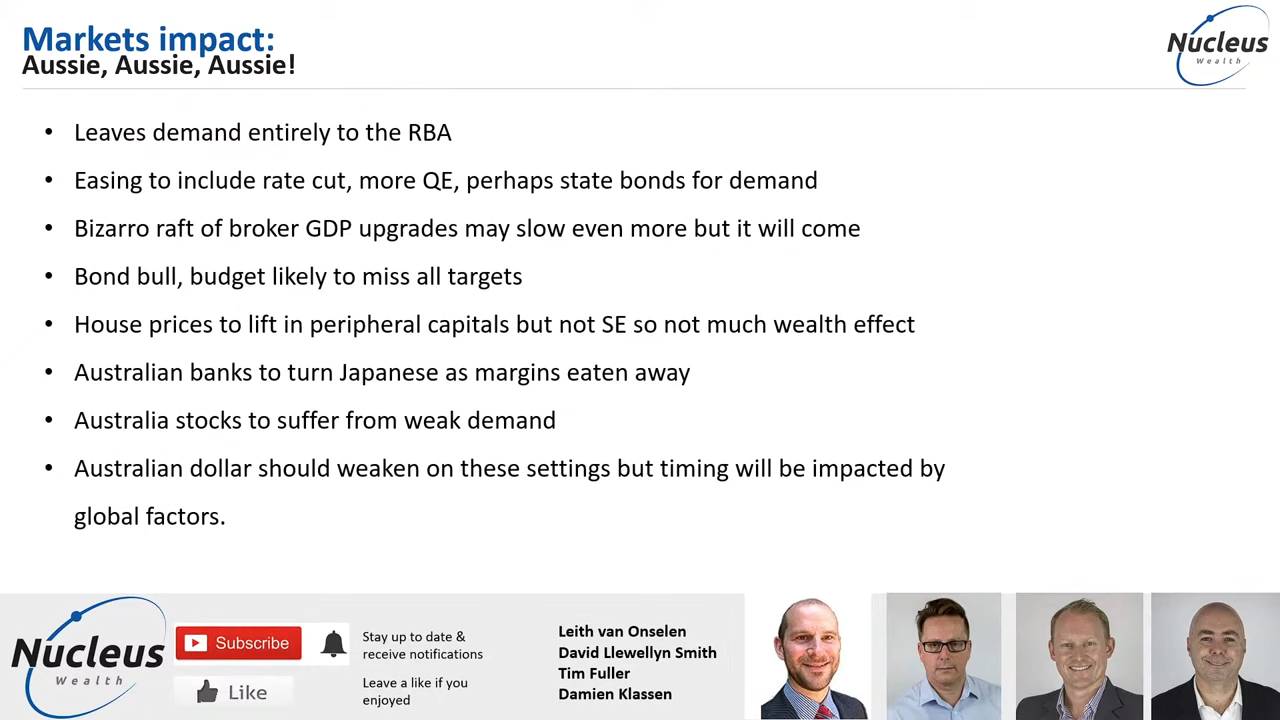 Markets impact:
Aussie, Aussie, Aussie!
Nucleus
Wealth
• Leaves demand entirely to the RBA
• Easing to include rate cut, more QE, perhaps state bonds for demand
• Bizarro raft of broker GDP upgrades may slow even more but it will come
• Bond bull, budget likely to miss all targets
• House prices to lift in peripheral capitals but not SE so not much wealth effect
• Australian banks to turn Japanese as margins eaten away
• Australia stocks to suffer from weak demand
• Australian dollar should weaken on these settings but timing will be impacted by
global factors.
Nucleus
Wealth
Subscribe
Like
Stay up to date &
receive notifications
Leave a like if you
enjoyed
Leith van Onselen
David Llewellyn Smith
Tim Fuller
Damien Klassen